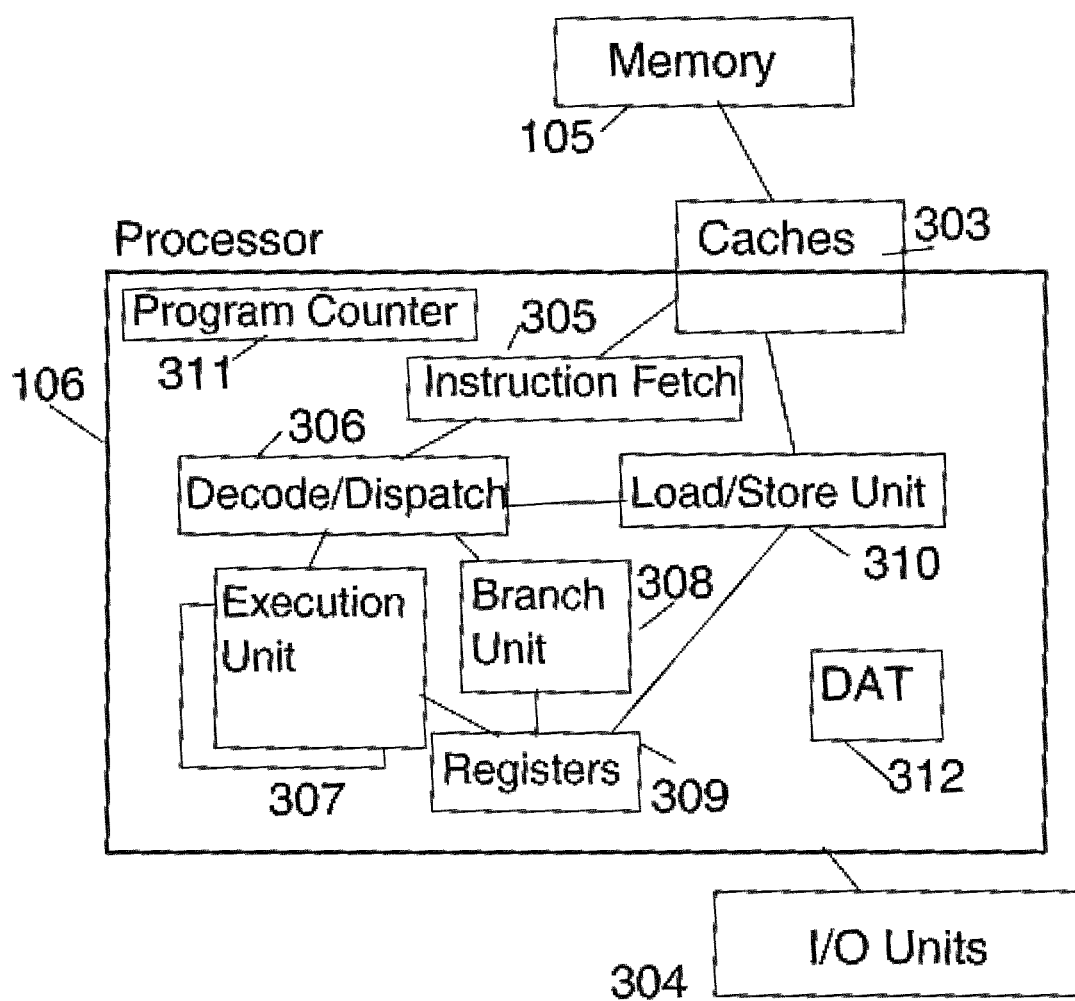 Memory
105
Processor
Caches
303
Program Counter
311
305
Instruction Fetch
106
306
Decode/Dispatch
Load/Store Unit
310
Execution
Unit
Branch
Unit
308
DAT
312
Registers
309
307
I/O Units
304